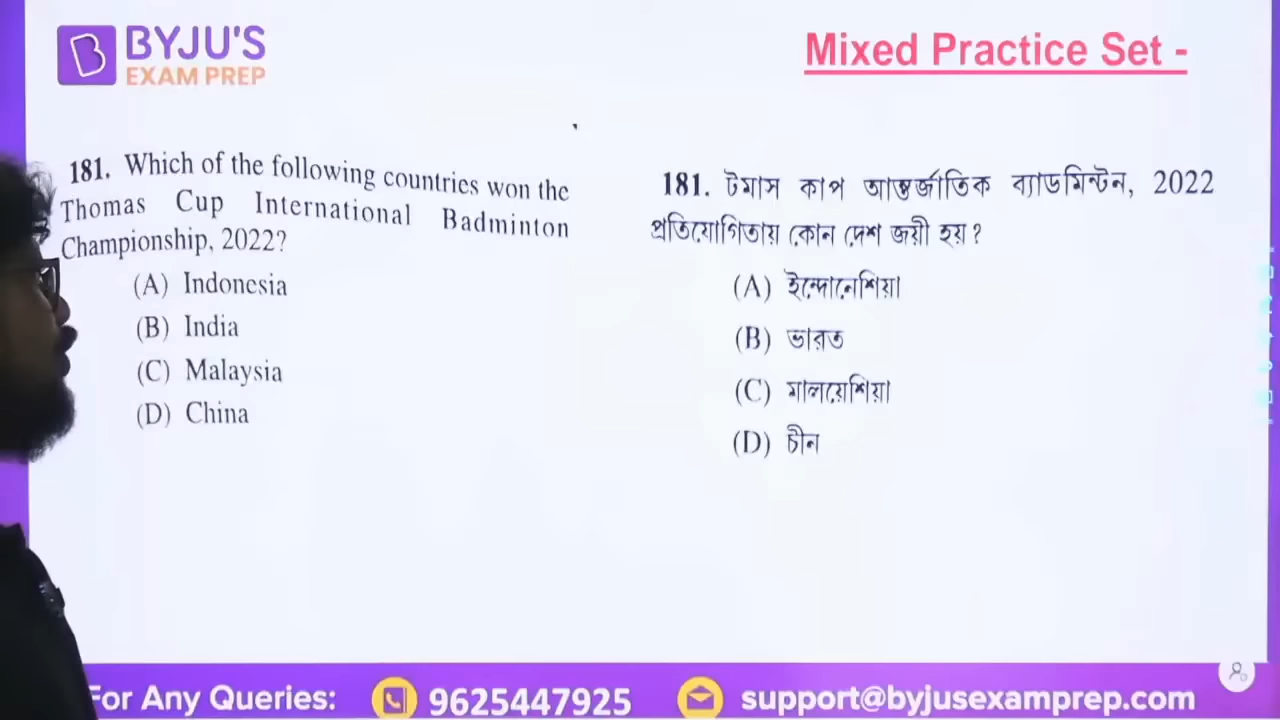 BYJU'S
EXAM PREP
Mixed Practice Set -
181. Which of the following countries won the
Thomas Cup International Badminton
Championship, 2022?
(A) Indonesia
(B) India
(C) Malaysia
(D) China
181. টমাস কাপ আন্তর্জাতিক ব্যাডমিন্টন, 2022
প্রতিযোগিতায় কোন দেশ জয়ী হয় ?
(A) ইন্দোনেশিয়া
(B) ভারত
(C) মালয়েশিয়া
(D) চীন
For Any Queries: 9625447925 support@byjusexamprep.com